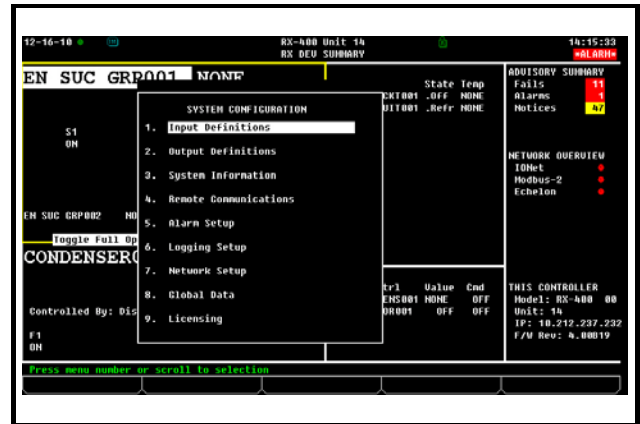 12-16-10
RX-400 Unit 14
14:15:33
RX DEV SUMMARY
*ALARM*
EN SUC GRP001 NONE
State Temp
CKT001 .OFF NONE
UIT001 .Refr NONE
S1
ON
EN SUC GRP002 NO
Toggle Full Op
CONDENSERC
Controlled By: Dis
F1
ON
SYSTEM CONFIGURATION
1. Input Definitions
2. Output Definitions
3. System Information
4. Remote Communications
5. Alarm Setup
6. Logging Setup
7. Network Setup
8. Global Data
9. Licensing
trl Value Cmd
ENS001 NONE OFF
OR001 OFF OFF
ADVISORY SUMMARY
Fails 11
Alarms 1
Notices 47
NETWORK OVERVIEW
IONet
Modbus-2
Echelon
THIS CONTROLLER
Model: RX-400 00
Unit: 14
IP: 10.212.237.232
F/W Rev: 4.00B19
Press menu number or scroll to selection